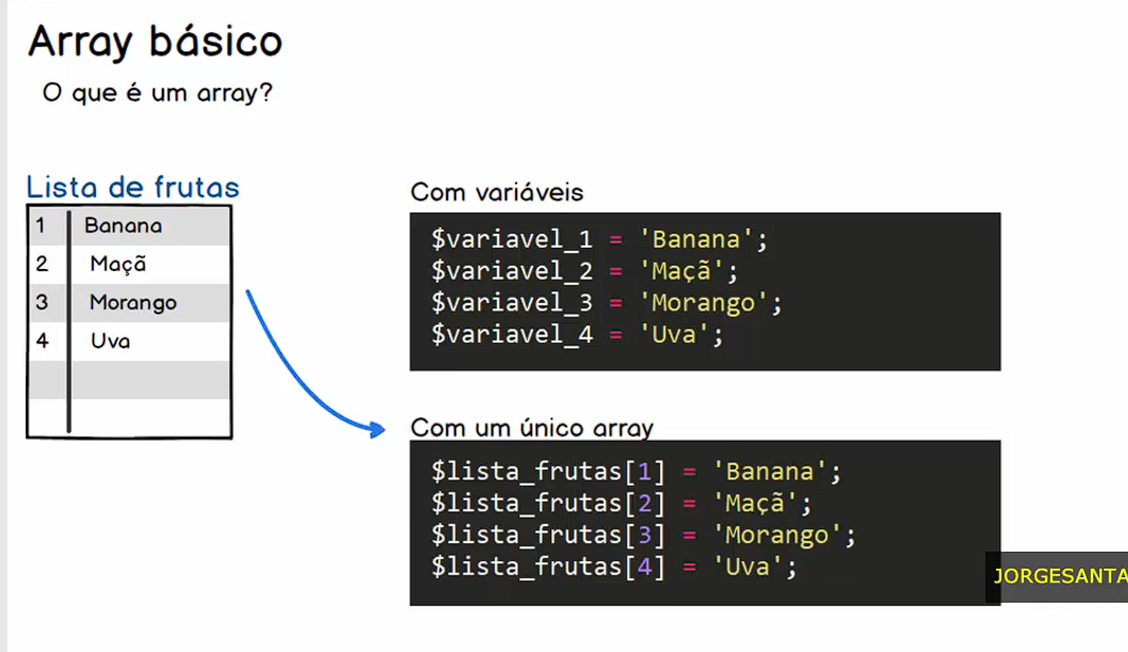 Array básico
O que é um array?
Lista de frutas
1 Banana
2 Maçã
3 Morango
4 Uva
Com variáveis
$variavel_1 = 'Banana';
$variavel_2 = 'Maçã';
$variavel_3 = 'Morango';
$variavel_4 = 'Uva';
Com um único array
$lista_frutas[1] = 'Banana';
$lista_frutas[2] = 'Maçã';
$lista_frutas[3] = 'Morango';
$lista_frutas[4] = 'Uva';
JORGESANTA